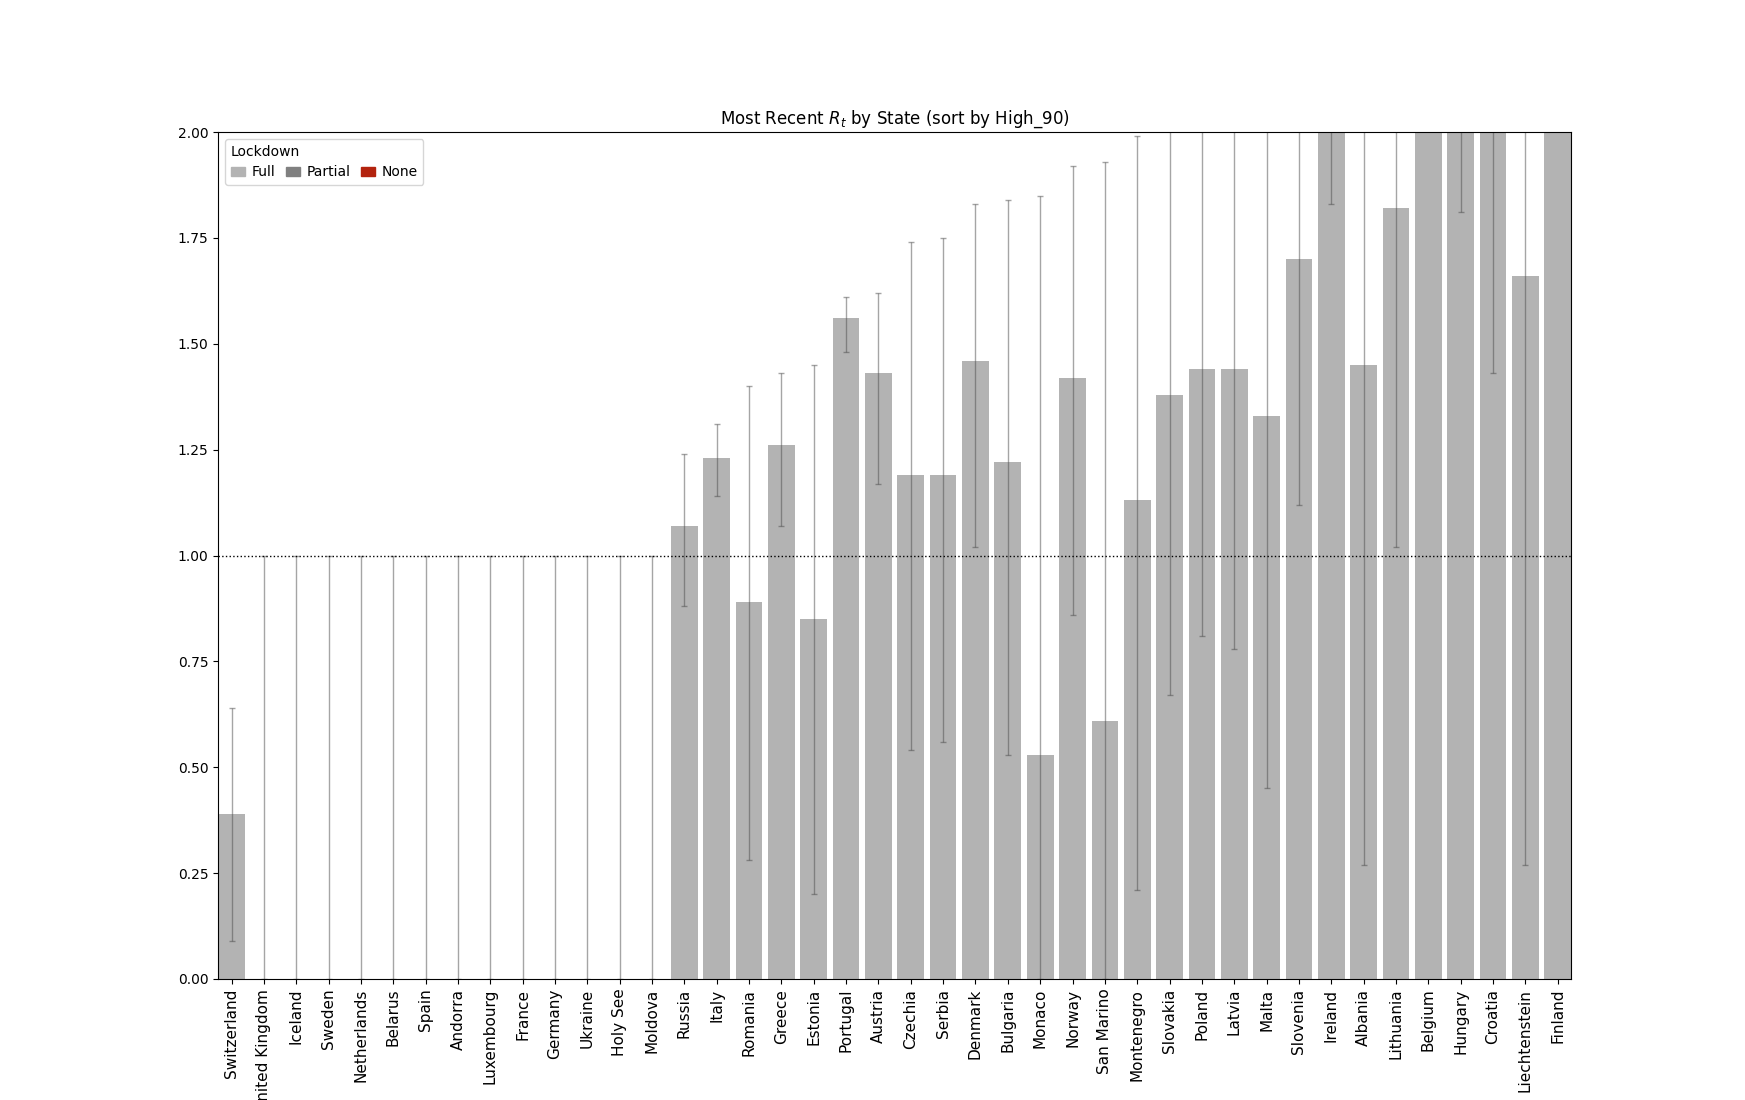 Most Recent R_t by State (sort by High_90)
Lockdown
Full Partial None
2.00
1.75
1.50
1.25
1.00
0.75
0.50
0.25
0.00
Switzerland
nited Kingdom
Iceland
Sweden
Netherlands
Belarus
Spain
Andorra
Luxembourg
France
Germany
Ukraine
Holy See
Moldova
Russia
Italy
Romania
Greece
Estonia
Portugal
Austria
Czechia
Serbia
Denmark
Bulgaria
Monaco
Norway
San Marino
Montenegro
Slovakia
Poland
Latvia
Malta
Slovenia
Ireland
Albania
Lithuania
Belgium
Hungary
Croatia
Liechtenstein
Finland